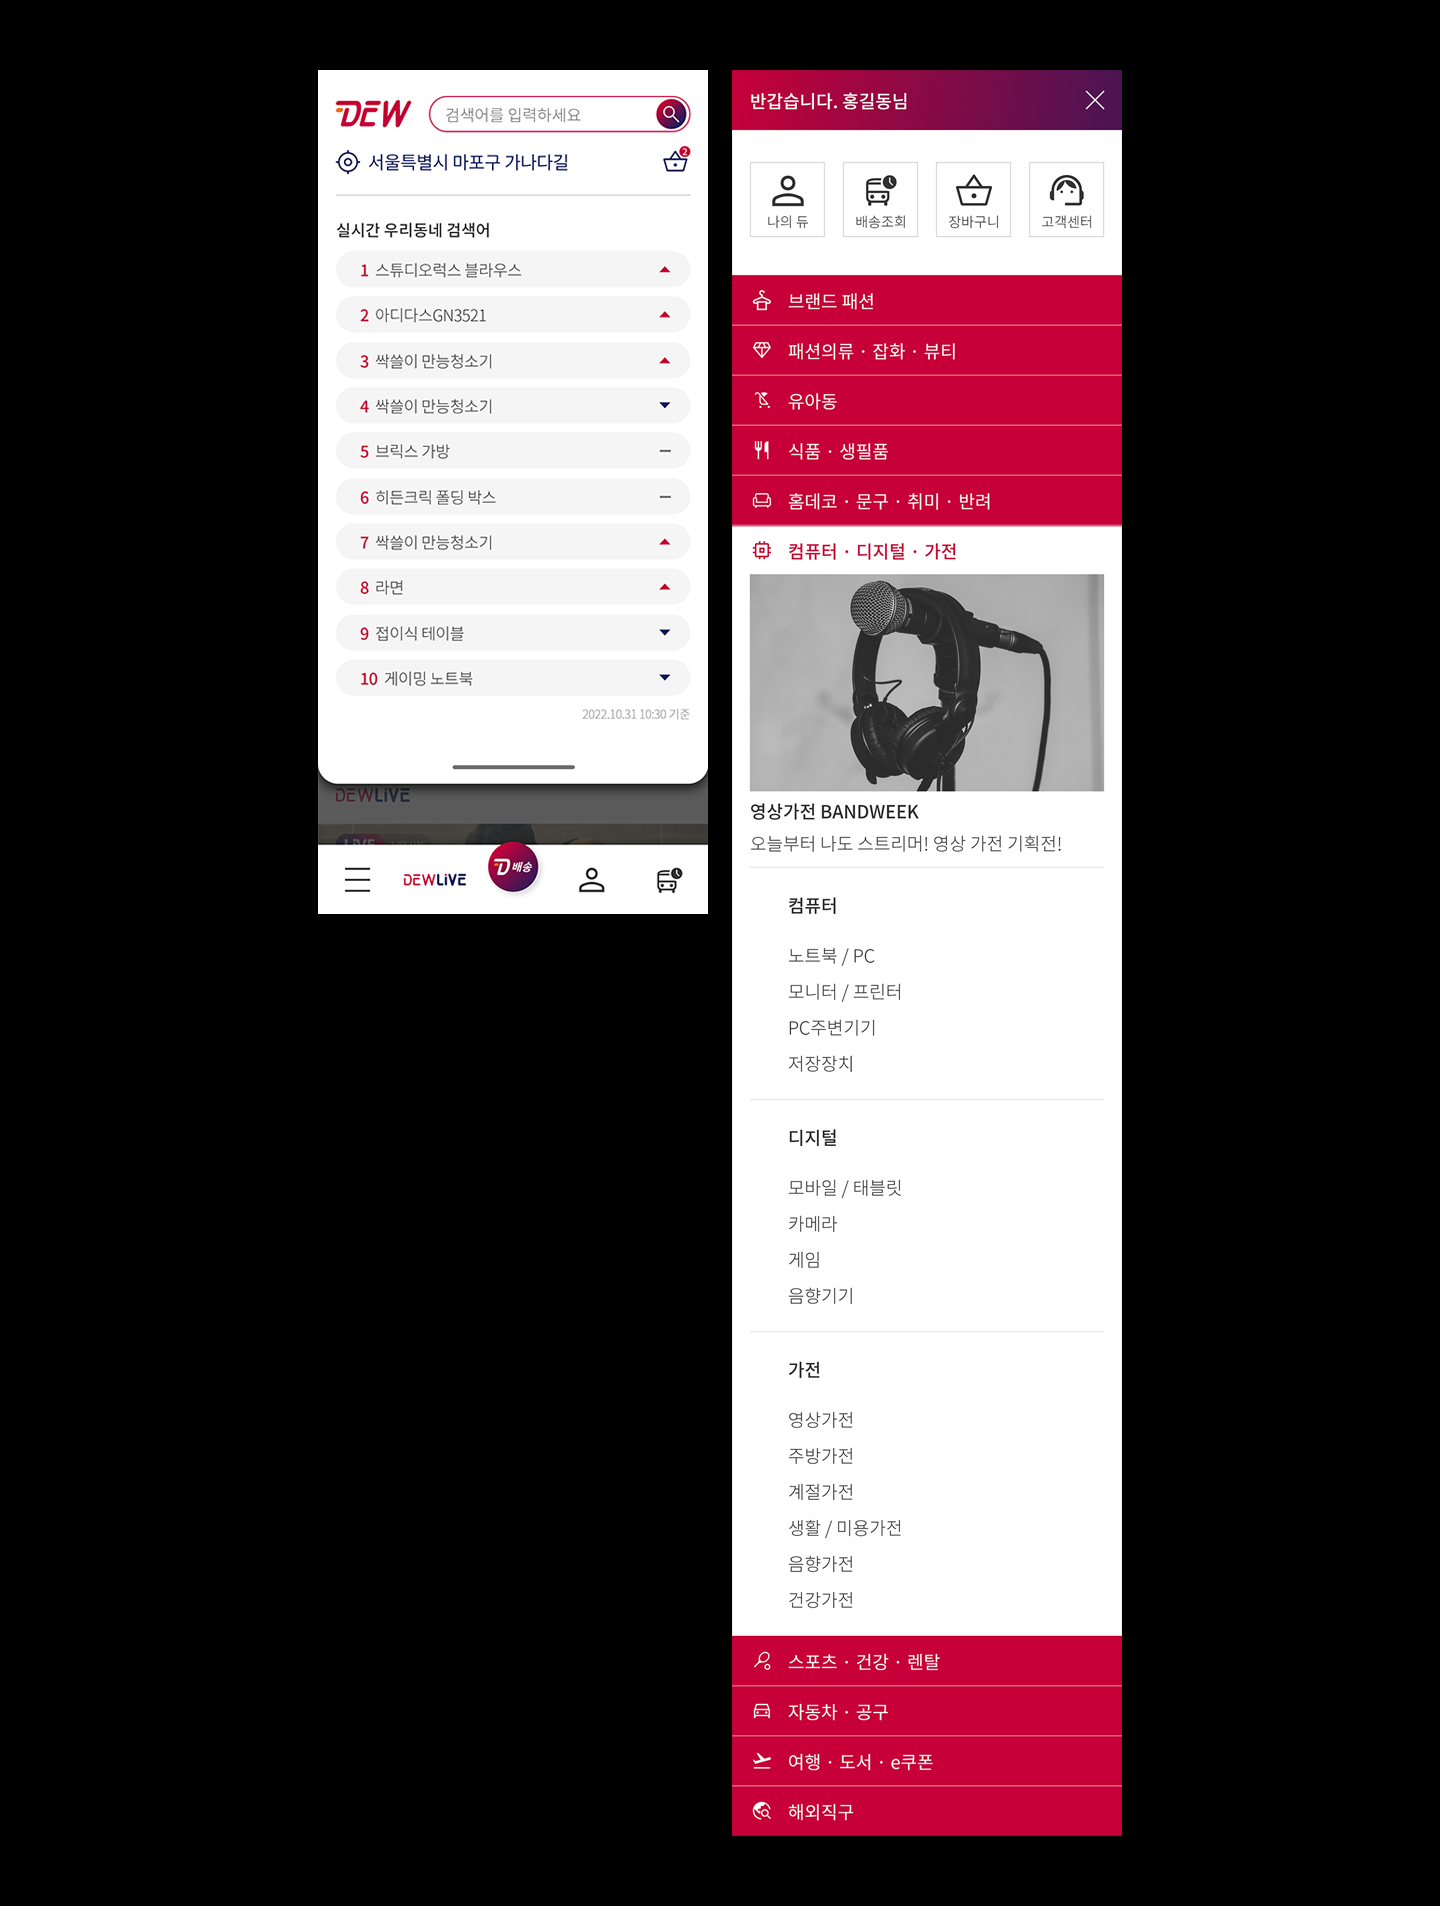 DEW
검색어를 입력하세요
서울특별시 마포구 가나다길
2
실시간 우리동네 검색어
1 스튜디오럭스 블라우스
2 아디다스GN3521
3 싹쓸이 만능청소기
4 싹쓸이 만능청소기
5 브릭스 가방
6 히든크릭 폴딩 박스
7 싹쓸이 만능청소기
8 라면
9 접이식 테이블
10 게이밍 노트북
2022.10.31 10:30 기준
DEWLIVE
LIVE
DEWLIVE
D배송
반갑습니다. 홍길동님
나의 듀
배송조회
장바구니
고객센터
브랜드 패션
패션의류 · 잡화 · 뷰티
유아동
식품 · 생필품
홈데코 · 문구 · 취미 · 반려
컴퓨터 · 디지털 · 가전
영상가전 BANDWEEK
오늘부터 나도 스트리머! 영상 가전 기획전!
컴퓨터
노트북 / PC
모니터 / 프린터
PC주변기기
저장장치
디지털
모바일 / 태블릿
카메라
게임
음향기기
가전
영상가전
주방가전
계절가전
생활 / 미용가전
음향가전
건강가전
스포츠 · 건강 · 렌탈
자동차 · 공구
여행 · 도서 · e쿠폰
해외직구